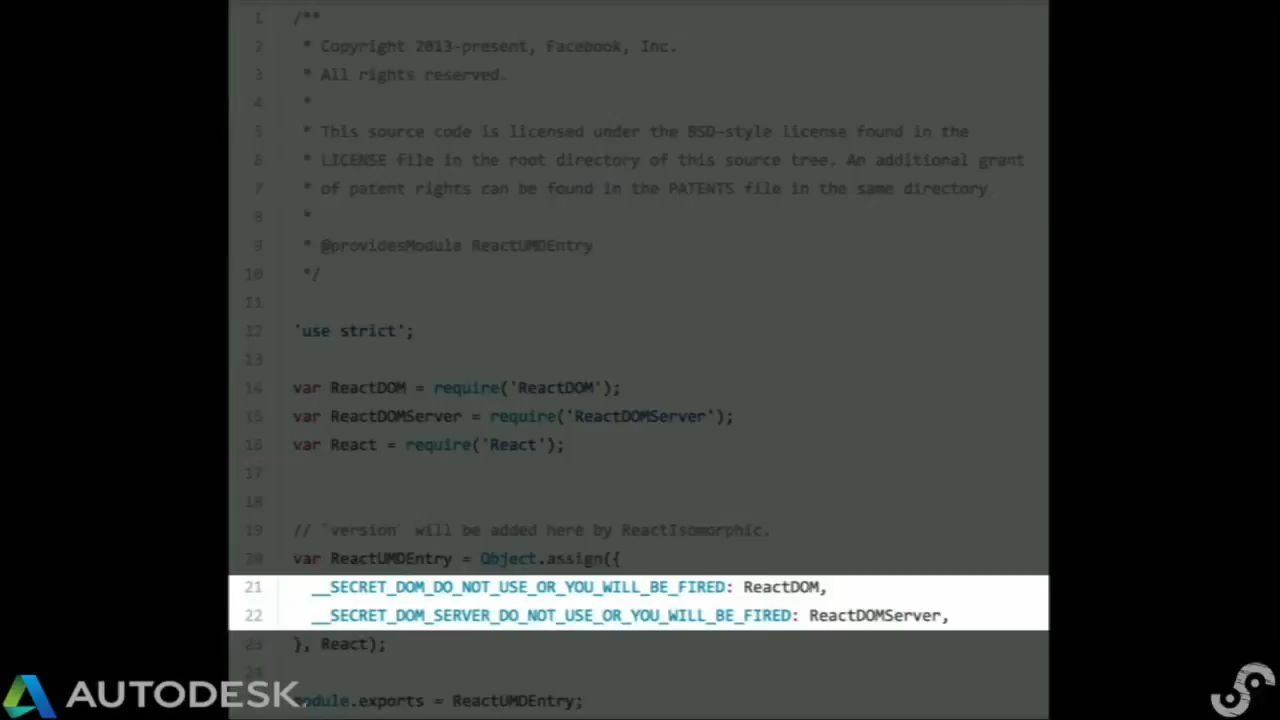 1 /**
2 * Copyright 2013-present, Facebook, Inc.
3 * All rights reserved.
4 *
5 * This source code is licensed under the BSD-style license found in the
6 * LICENSE file in the root directory of this source tree. An additional grant
7 * of patent rights can be found in the PATENTS file in the same directory.
8 *
9 * @providesModule ReactUMDEntry
10 */
11
12 'use strict';
13
14 var ReactDOM = require('ReactDOM');
15 var ReactDOMServer = require('ReactDOMServer');
16 var React = require('React');
17
18
19 // `version` will be added here by ReactIsomorphic.
20 var ReactUMDEntry = Object.assign({
21 __SECRET_DOM_DO_NOT_USE_OR_YOU_WILL_BE_FIRED: ReactDOM,
22 __SECRET_DOM_SERVER_DO_NOT_USE_OR_YOU_WILL_BE_FIRED: ReactDOMServer,
23 }, React);
24
module.exports = ReactUMDEntry;
AUTODESK.
JS